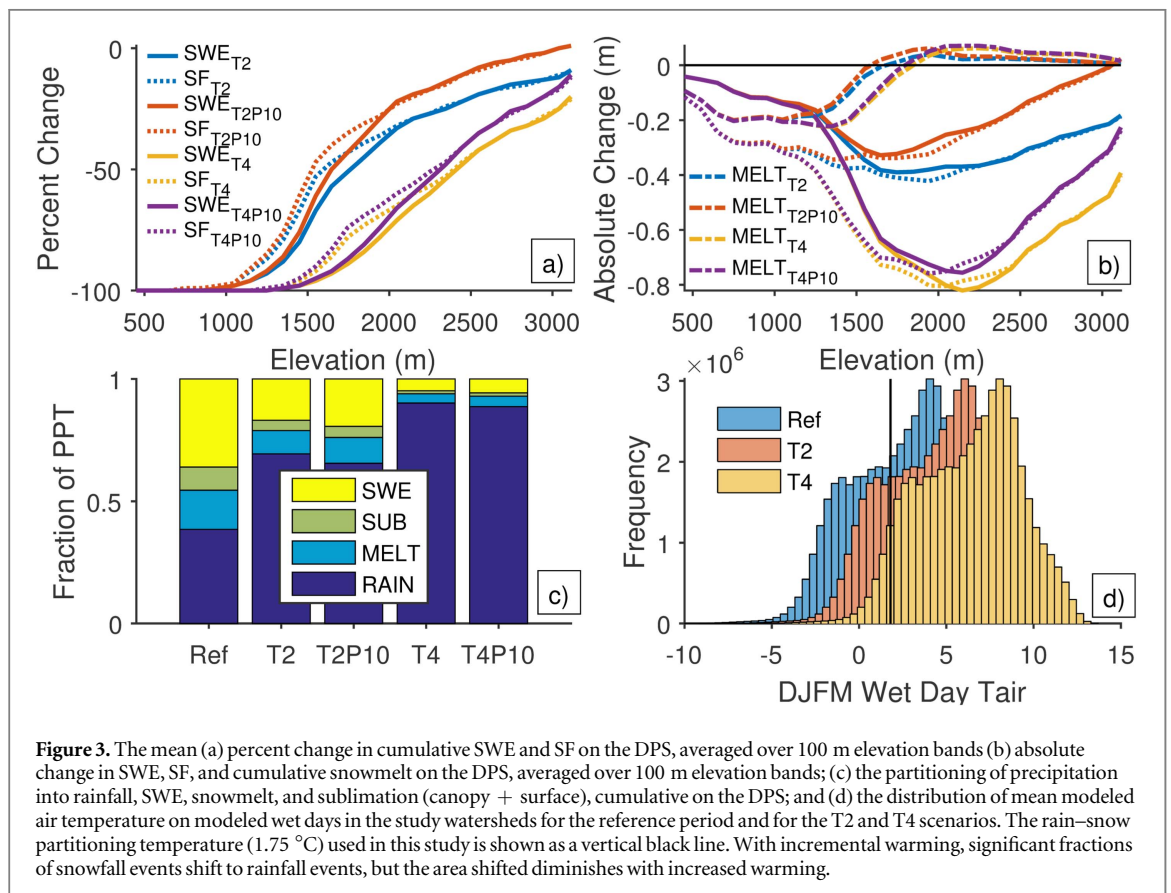 0
-50
-100
Percent Change
SWE_T2
SF_T2
SWE_T2P10
SF_T2P10
SWE_T4
SF_T4
SWE_T4P10
SF_T4P10
a)
500 1000 1500 2000 2500 3000
Elevation (m)
0
-0.2
-0.4
-0.6
-0.8
Absolute Change (m)
MELT_T2
MELT_T2P10
MELT_T4
MELT_T4P10
b)
500 1000 1500 2000 2500 3000
Elevation (m)
1
0.5
0
Fraction of PPT
SWE
SUB
MELT
RAIN
c)
Ref T2 T2P10 T4 T4P10
×10^6
3
2
1
0
Frequency
Ref
T2
T4
d)
-10 -5 0 5 10 15
DJFM Wet Day Tair
Figure 3. The mean (a) percent change in cumulative SWE and SF on the DPS, averaged over 100 m elevation bands (b) absolute
change in SWE, SF, and cumulative snowmelt on the DPS, averaged over 100 m elevation bands; (c) the partitioning of precipitation
into rainfall, SWE, snowmelt, and sublimation (canopy + surface), cumulative on the DPS; and (d) the distribution of mean modeled
air temperature on modeled wet days in the study watersheds for the reference period and for the T2 and T4 scenarios. The rain–snow
partitioning temperature (1.75 °C) used in this study is shown as a vertical black line. With incremental warming, significant fractions
of snowfall events shift to rainfall events, but the area shifted diminishes with increased warming.